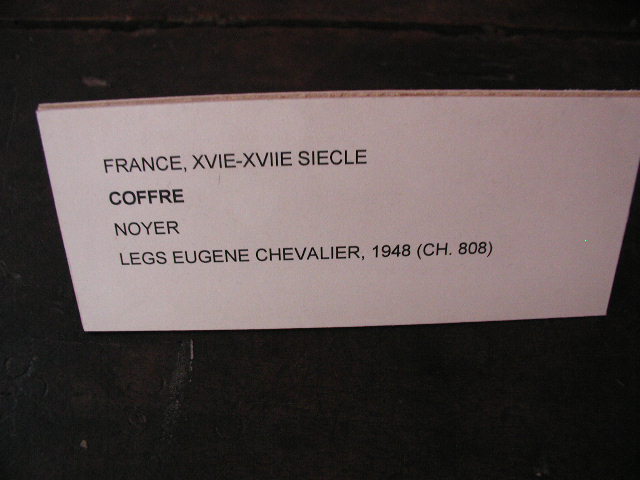 FRANCE, XVIE-XVIIE SIECLE
COFFRE
NOYER
LEGS EUGENE CHEVALIER, 1948 (CH. 808)